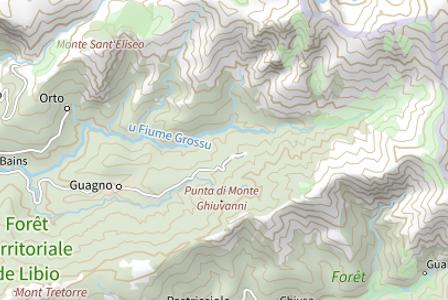 Monte Sant'Eliseo
Orto
u Fiume Grossu
Bains
Guagno
Punta di Monte
Ghiuvanni
Forêt
rritoriale
de Libio
Mont Tretorre
Forêt
Gua